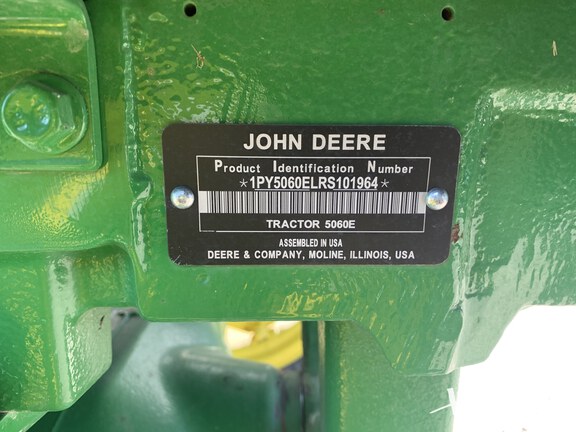 JOHN DEERE
Product Identification Number
*1PY5060ELRS101964*
TRACTOR 5060E
ASSEMBLED IN USA
DEERE & COMPANY, MOLINE, ILLINOIS, USA